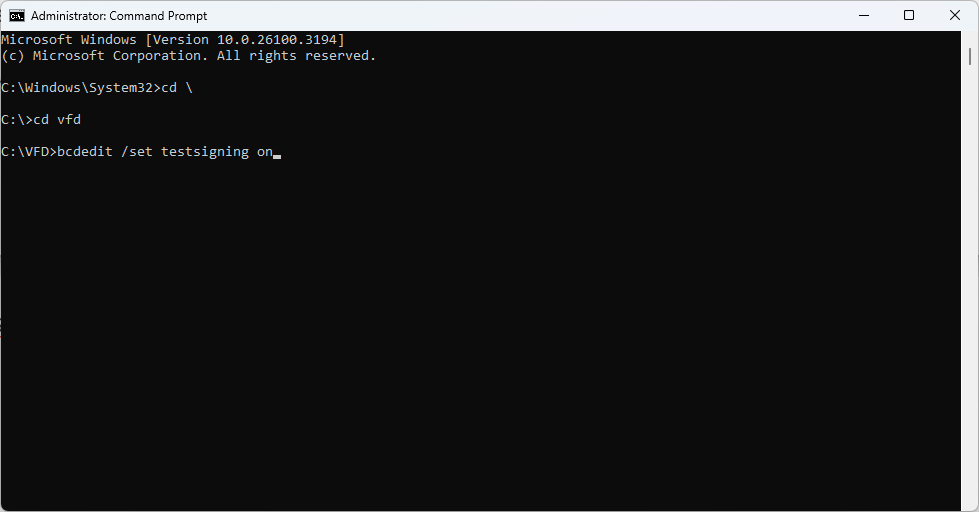 Administrator: Command Prompt
Microsoft Windows [Version 10.0.26100.3194]
(c) Microsoft Corporation. All rights reserved.
C:\Windows\System32>cd \
C:\>cd vfd
C:\VFD>bcdedit /set testsigning on